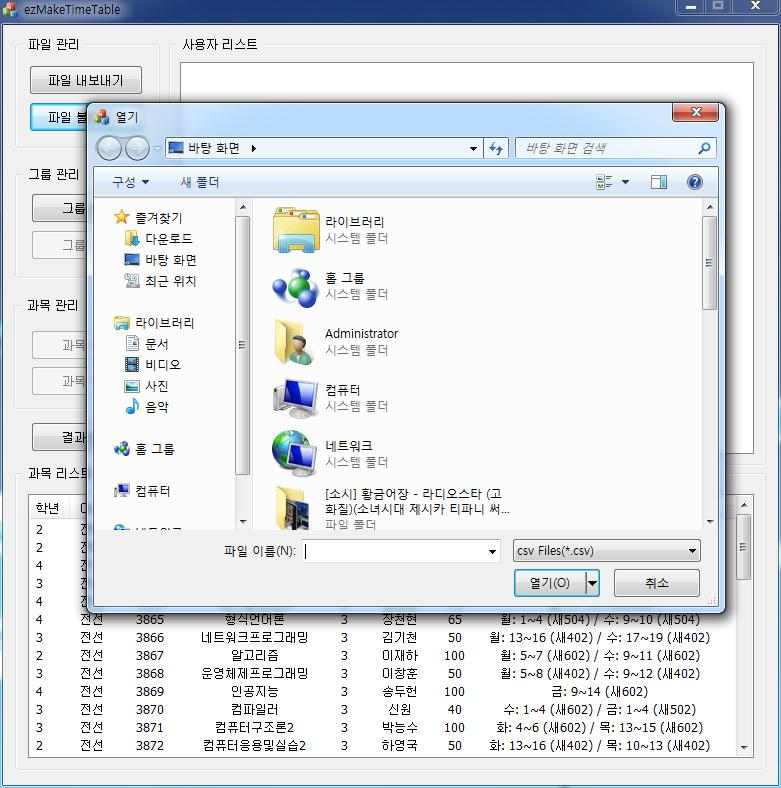 ezMakeTimeTable
파일 관리
사용자 리스트
파일 내보내기
파일 불
열기
바탕 화면
바탕 화면 검색
구성
새 폴더
그룹 관리
그룹
그룹
과목 관리
과목
과목
결과
즐겨찾기
다운로드
바탕 화면
최근 위치
라이브러리
문서
비디오
사진
음악
홈 그룹
컴퓨터
네트워크
라이브러리
시스템 폴더
홈 그룹
시스템 폴더
Administrator
시스템 폴더
컴퓨터
시스템 폴더
네트워크
시스템 폴더
[소시] 황금어장 - 라디오스타 (고
화질)(소녀시대 제시카 티파니 써...
파일 폴더
파일 이름(N):
csv Files(*.csv)
열기(O)
취소
과목 리스트
학년
2
2
4
3
4
4 전선 3865 형식언어론 3 장천현 65 월: 1~4 (새504) / 수: 9~10 (새504)
3 전선 3866 네트워크프로그래밍 3 김기천 50 월: 13~16 (새402) / 수: 17~19 (새402)
2 전선 3867 알고리즘 3 이재하 100 월: 5~7 (새602) / 수: 9~11 (새602)
3 전선 3868 운영체제프로그래밍 3 이창훈 50 월: 5~8 (새402) / 수: 9~12 (새402)
4 전선 3869 인공지능 3 송두헌 100 금: 9~14 (새602)
3 전선 3870 컴파일러 3 신원 40 수: 1~4 (새602) / 금: 1~4 (새502)
3 전선 3871 컴퓨터구조론2 3 박능수 100 화: 4~6 (새602) / 목: 13~15 (새602)
2 전선 3872 컴퓨터응용및실습2 3 하영국 50 화: 13~16 (새402) / 목: 10~13 (새402)